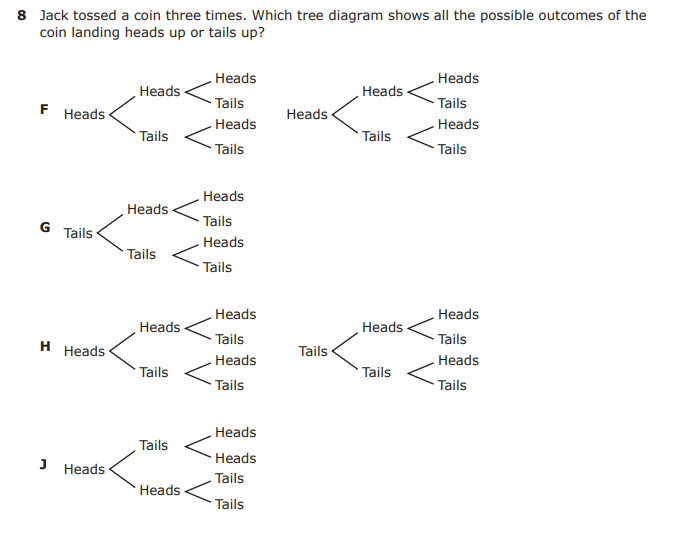 8 Jack tossed a coin three times. Which tree diagram shows all the possible outcomes of the
coin landing heads up or tails up?
Heads Heads
Heads Heads
Tails Tails
F Heads Heads
Heads Heads
Tails Tails
Tails Tails
Heads
Heads
Tails
G Tails
Heads
Tails
Tails
Heads Heads
Heads Heads
Tails Tails
H Heads Tails
Heads Heads
Tails Tails
Tails Tails
Heads
Tails
Heads
J Heads
Tails
Heads
Tails